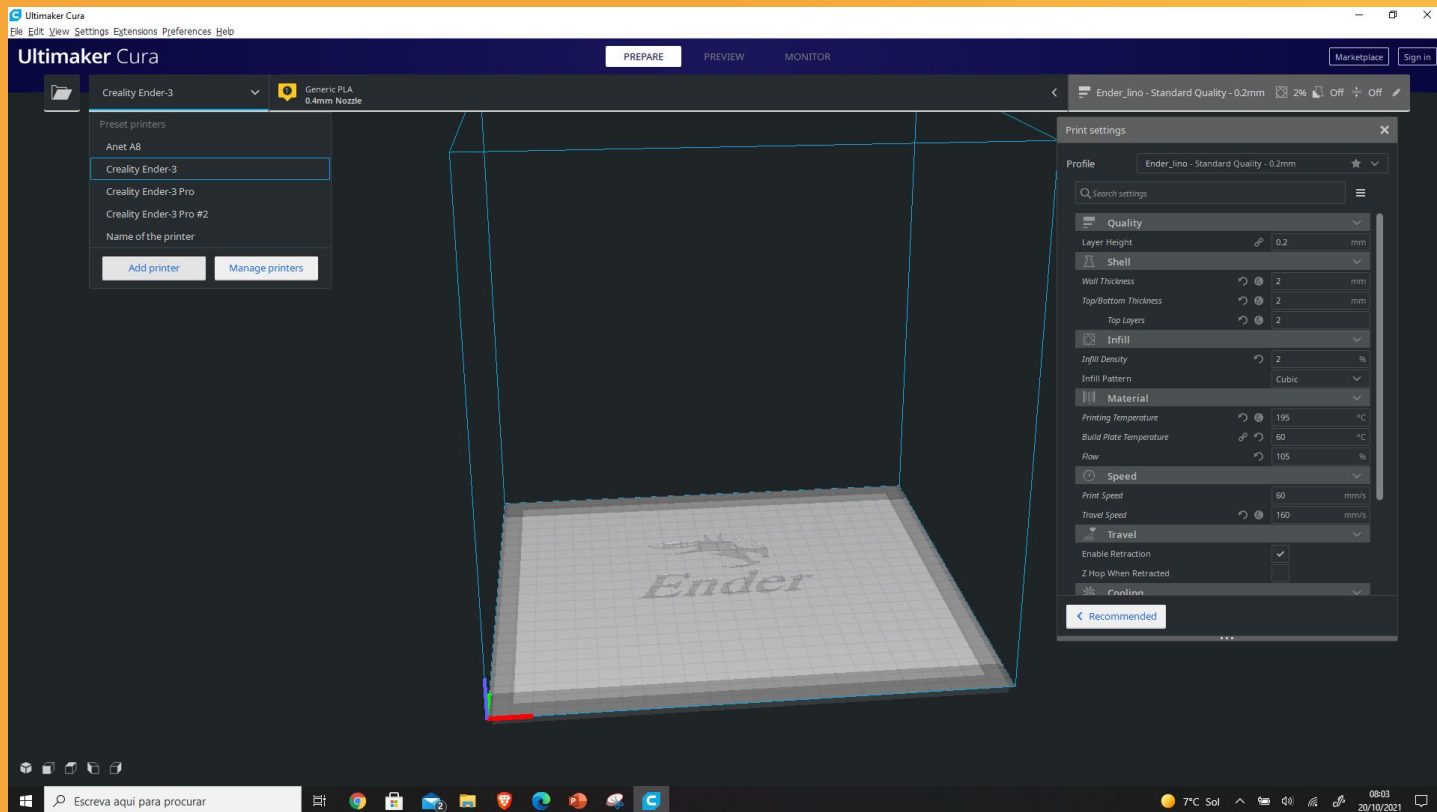 Ultimaker Cura
File Edit View Settings Extensions Preferences Help
Ultimaker Cura
PREPARE PREVIEW MONITOR
Marketplace Sign in
Creality Ender-3
Generic PLA
0.4mm Nozzle
Ender_lino - Standard Quality - 0.2mm 2% Off Off
Preset printers
Anet A8
Creality Ender-3
Creality Ender-3 Pro
Creality Ender-3 Pro #2
Name of the printer
Add printer Manage printers
Print settings
Profile Ender_lino - Standard Quality - 0.2mm
Search settings
Quality
Layer Height 0.2 mm
Shell
Wall Thickness 2 mm
Top/Bottom Thickness 2 mm
Top Layers 2
Infill
Infill Density 2 %
Infill Pattern Cubic
Material
Printing Temperature 195 °C
Build Plate Temperature 60 °C
Flow 105 %
Speed
Print Speed 60 mm/s
Travel Speed 160 mm/s
Travel
Enable Retraction
Z Hop When Retracted
Cooling
Recommended
Ender
Escreva aqui para procurar
2
7°C Sol
08:03
20/10/2021